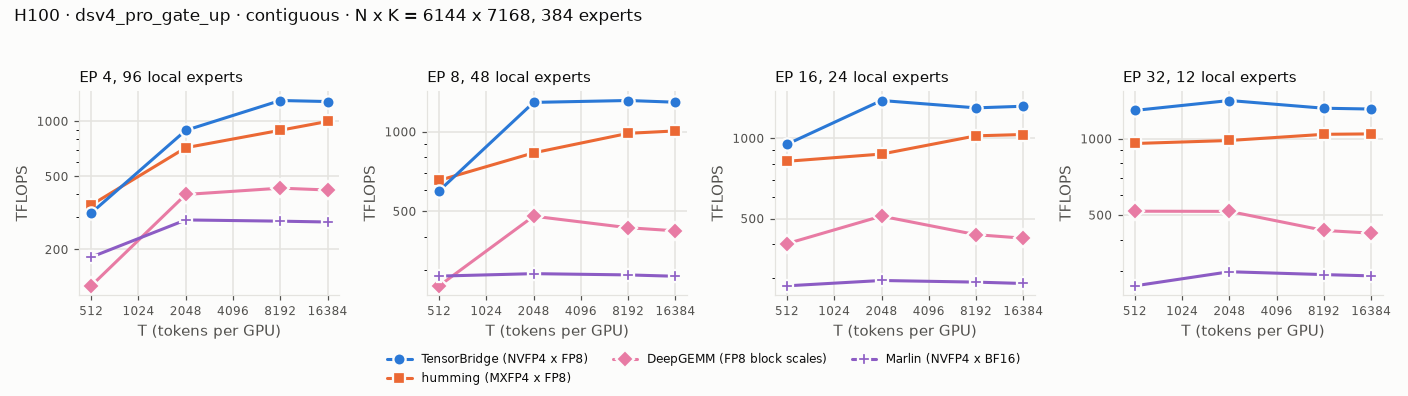 H100 · dsv4_pro_gate_up · contiguous · N x K = 6144 x 7168, 384 experts
EP 4, 96 local experts
1000
500
200
TFLOPS
512 1024 2048 4096 8192 16384
T (tokens per GPU)
EP 8, 48 local experts
1000
500
TFLOPS
512 1024 2048 4096 8192 16384
T (tokens per GPU)
EP 16, 24 local experts
1000
500
TFLOPS
512 1024 2048 4096 8192 16384
T (tokens per GPU)
EP 32, 12 local experts
1000
500
TFLOPS
512 1024 2048 4096 8192 16384
T (tokens per GPU)
TensorBridge (NVFP4 x FP8)
humming (MXFP4 x FP8)
DeepGEMM (FP8 block scales)
Marlin (NVFP4 x BF16)